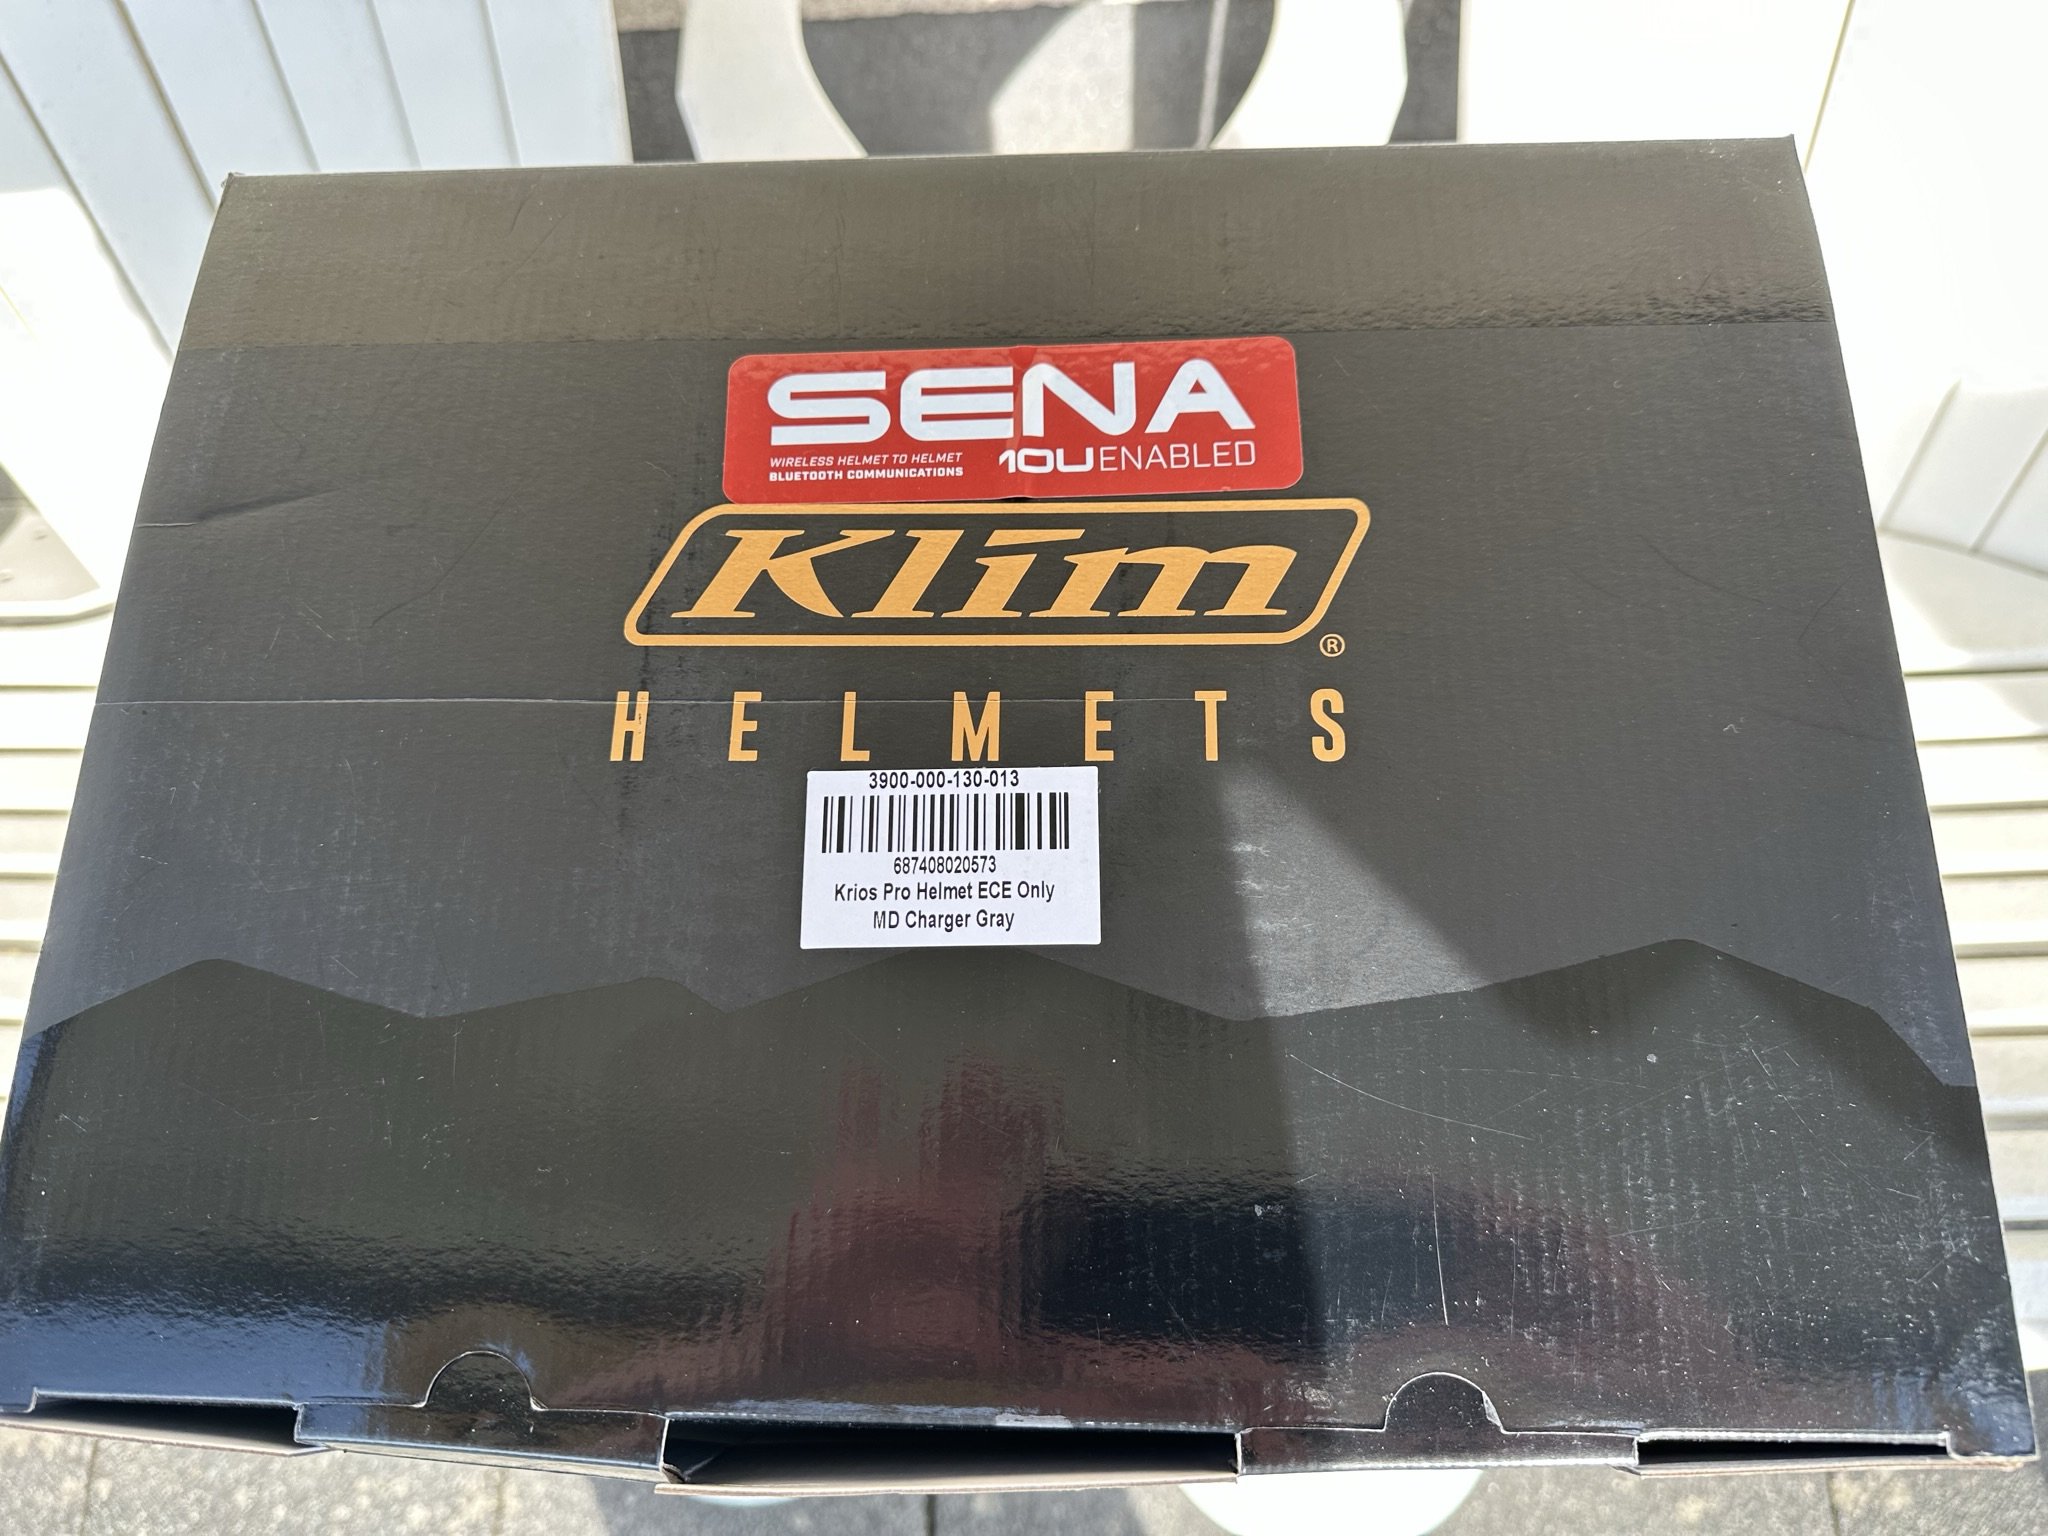 SENA
WIRELESS HELMET TO HELMET
BLUETOOTH COMMUNICATIONS
10U ENABLED
Klim®
HELMETS
3900-000-130-013
687408020573
Krios Pro Helmet ECE Only
MD Charger Gray